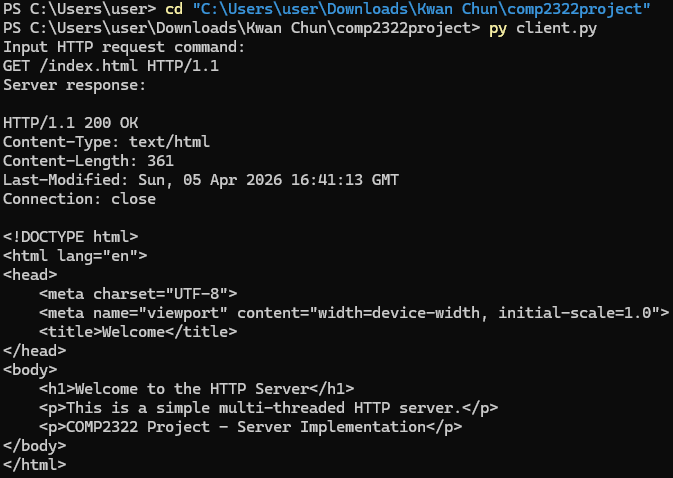 PS C:\Users\user> cd "C:\Users\user\Downloads\Kwan Chun\comp2322project"
PS C:\Users\user\Downloads\Kwan Chun\comp2322project> py client.py
Input HTTP request command:
GET /index.html HTTP/1.1
Server response:

HTTP/1.1 200 OK
Content-Type: text/html
Content-Length: 361
Last-Modified: Sun, 05 Apr 2026 16:41:13 GMT
Connection: close

<!DOCTYPE html>
<html lang="en">
<head>
    <meta charset="UTF-8">
    <meta name="viewport" content="width=device-width, initial-scale=1.0">
    <title>Welcome</title>
</head>
<body>
    <h1>Welcome to the HTTP Server</h1>
    <p>This is a simple multi-threaded HTTP server.</p>
    <p>COMP2322 Project - Server Implementation</p>
</body>
</html>